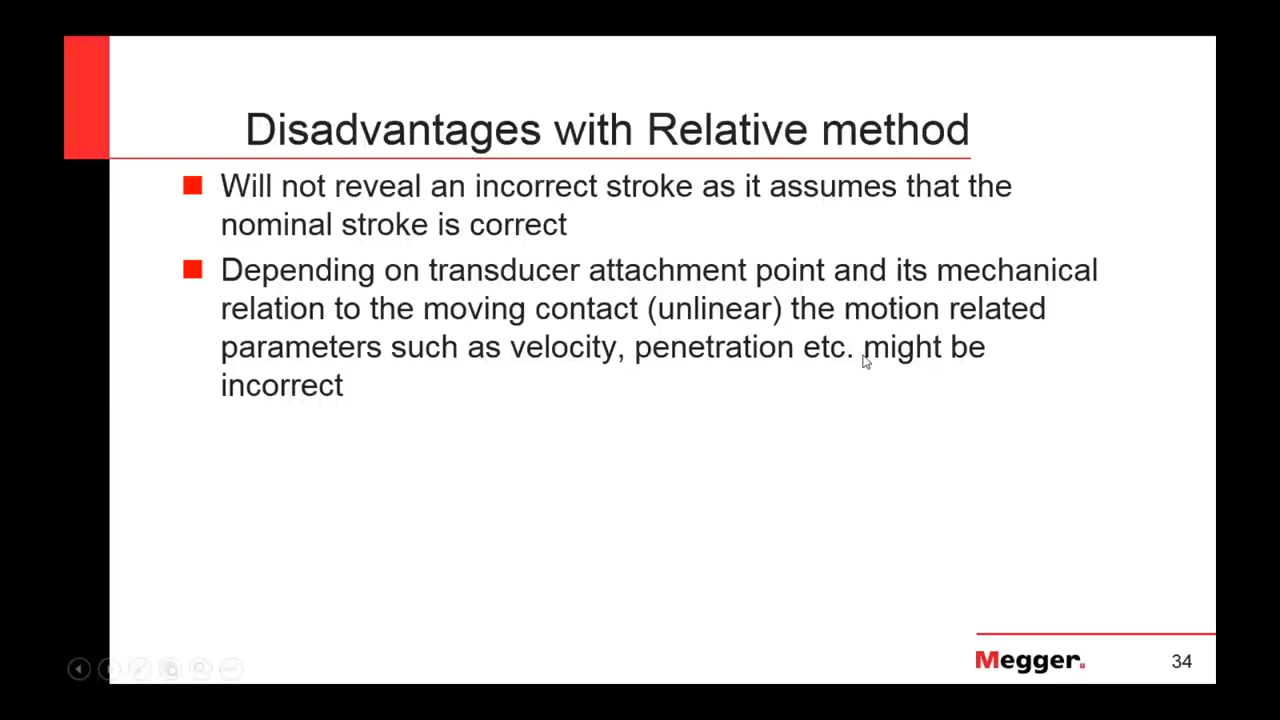 Disadvantages with Relative method
Will not reveal an incorrect stroke as it assumes that the
nominal stroke is correct
Depending on transducer attachment point and its mechanical
relation to the moving contact (unlinear) the motion related
parameters such as velocity, penetration etc. might be
incorrect
Megger.
34